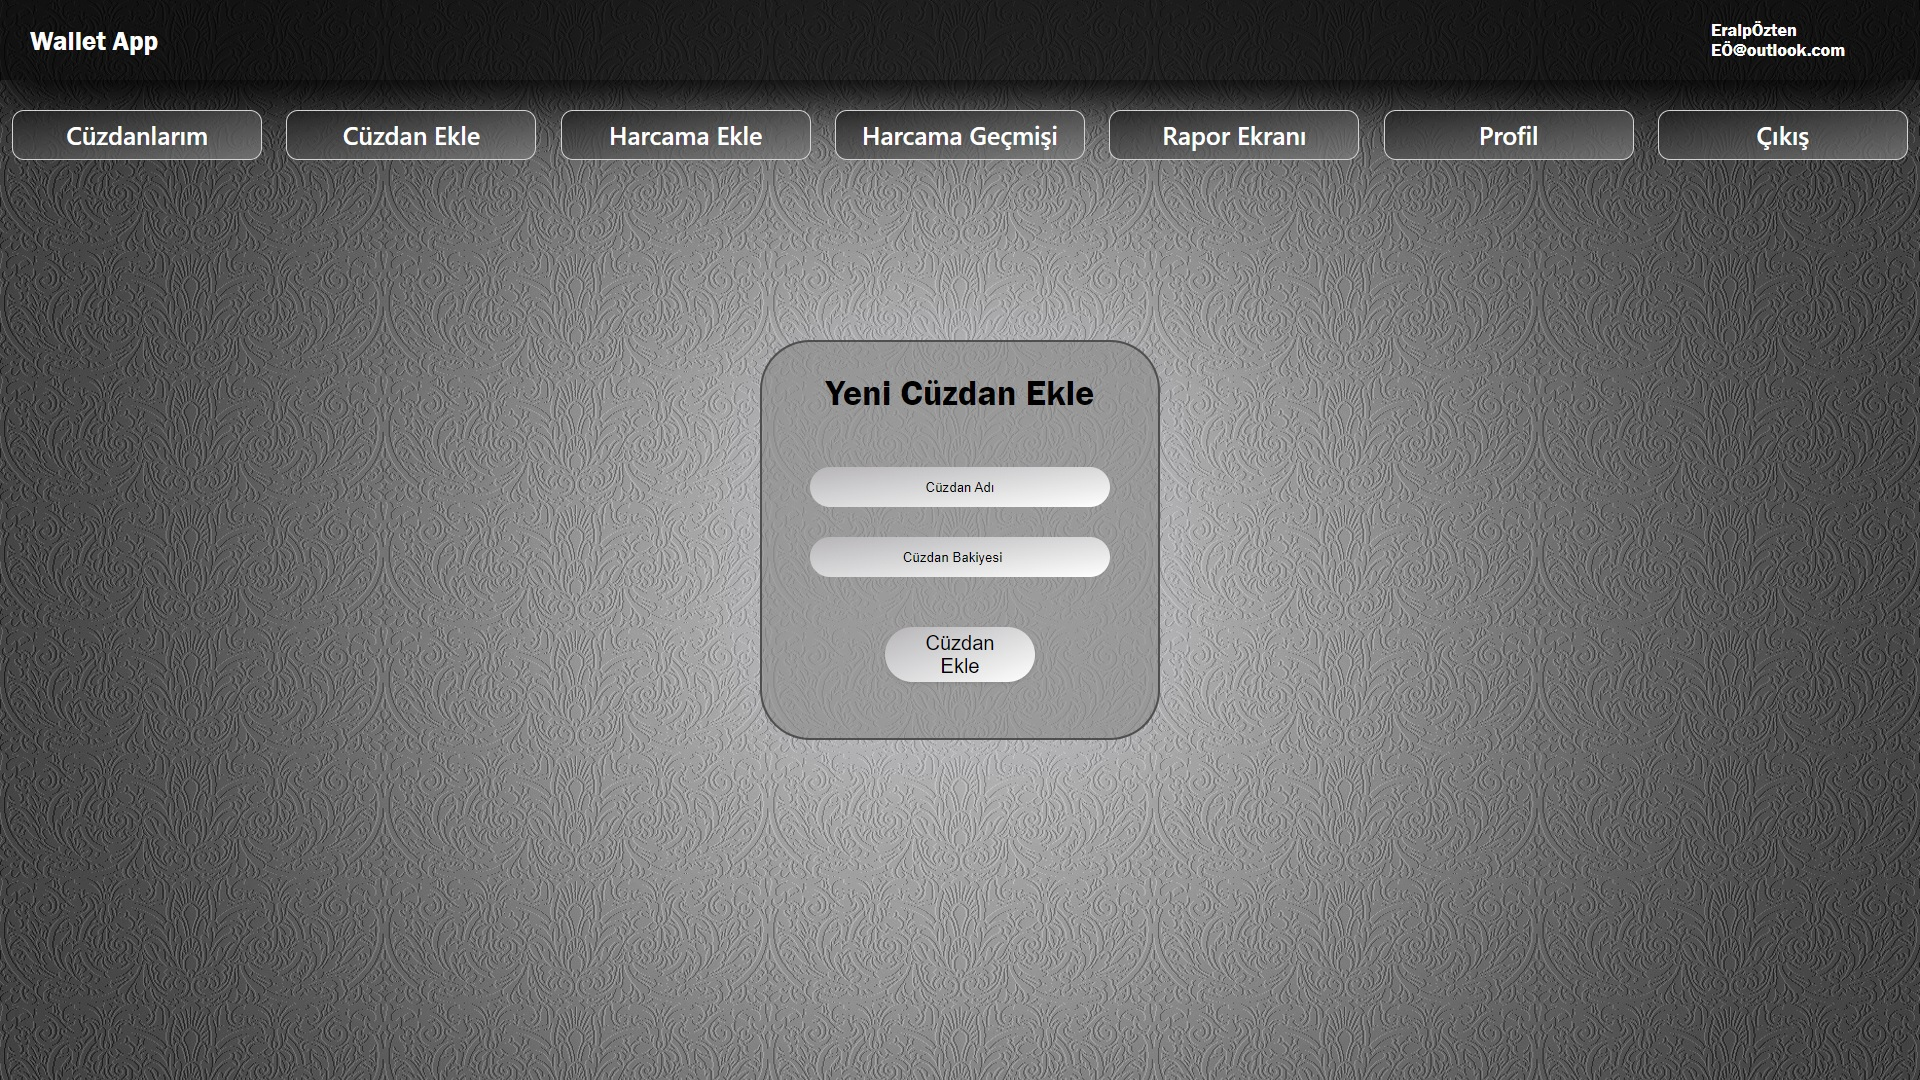 Wallet App
EralpÖzten
EÖ@outlook.com
Cüzdanlarım
Cüzdan Ekle
Harcama Ekle
Harcama Geçmişi
Rapor Ekranı
Profil
Çıkış
Yeni Cüzdan Ekle
Cüzdan Adı
Cüzdan Bakiyesi
Cüzdan
Ekle